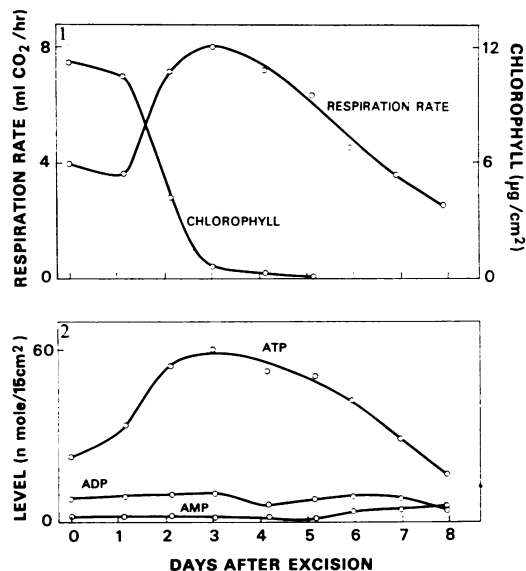 1
RESPIRATION RATE (ml CO2/hr)
8
4
0
CHLOROPHYLL (µg/cm2)
12
6
0
RESPIRATION RATE
CHLOROPHYLL
2
LEVEL (n mole/15cm2)
60
0
ATP
ADP
AMP
0 1 2 3 4 5 6 7 8
DAYS AFTER EXCISION